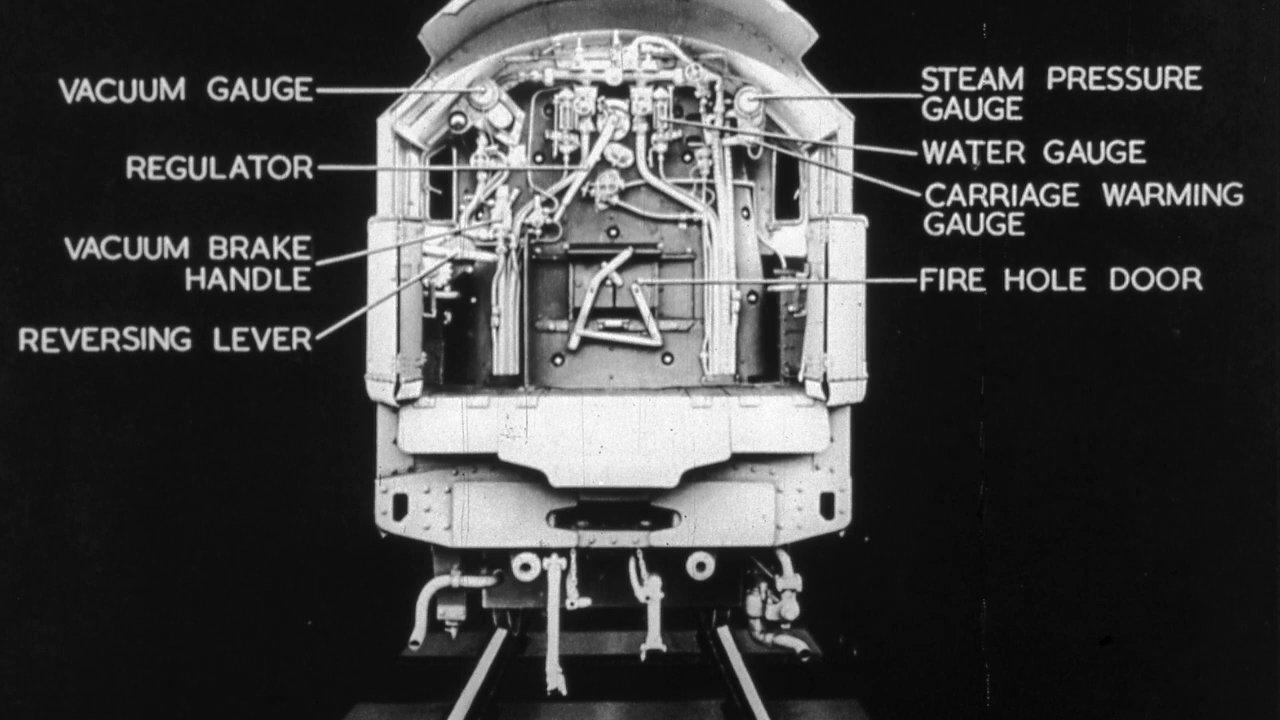 VACUUM GAUGE
REGULATOR
VACUUM BRAKE
HANDLE
REVERSING LEVER
STEAM PRESSURE
GAUGE
WATER GAUGE
CARRIAGE WARMING
GAUGE
FIRE HOLE DOOR